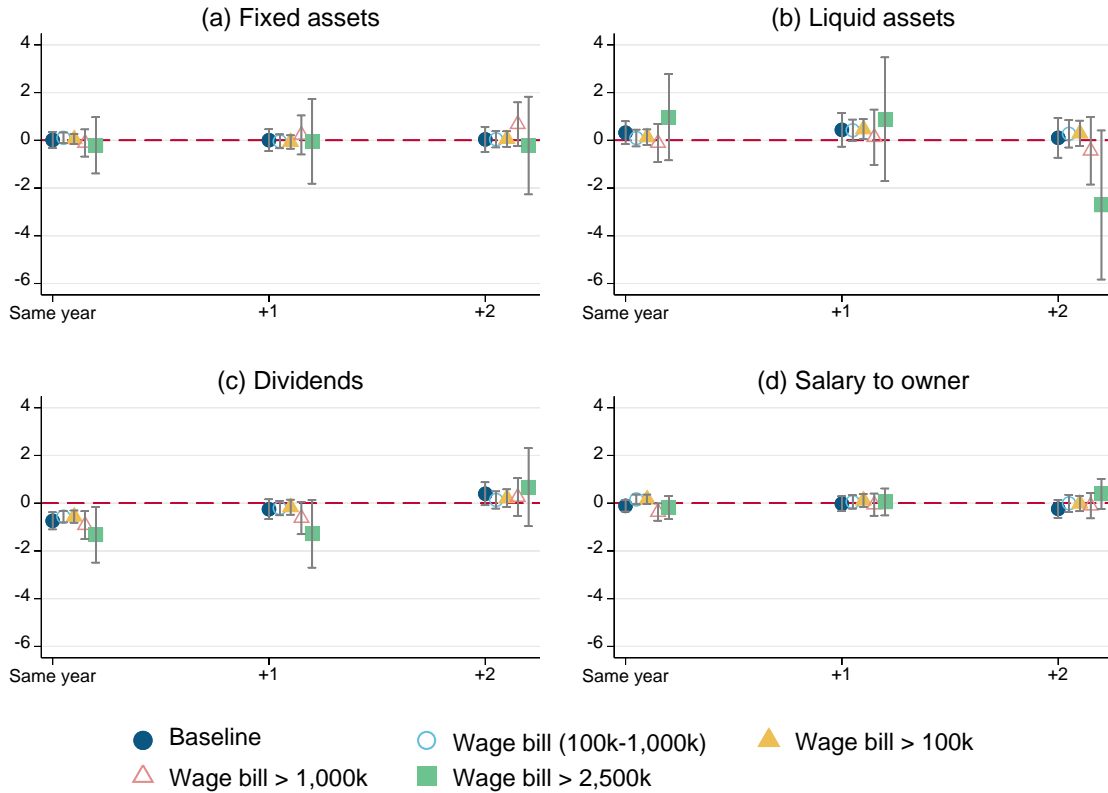 (a) Fixed assets
4
2
0
-2
-4
-6
Same year +1 +2
(b) Liquid assets
4
2
0
-2
-4
-6
Same year +1 +2
(c) Dividends
4
2
0
-2
-4
-6
Same year +1 +2
(d) Salary to owner
4
2
0
-2
-4
-6
Same year +1 +2
Baseline Wage bill (100k-1,000k) Wage bill > 100k
Wage bill > 1,000k Wage bill > 2,500k